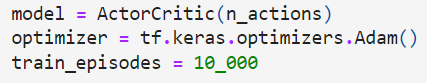 model = ActorCritic(n_actions)
optimizer = tf.keras.optimizers.Adam()
train_episodes = 10_000